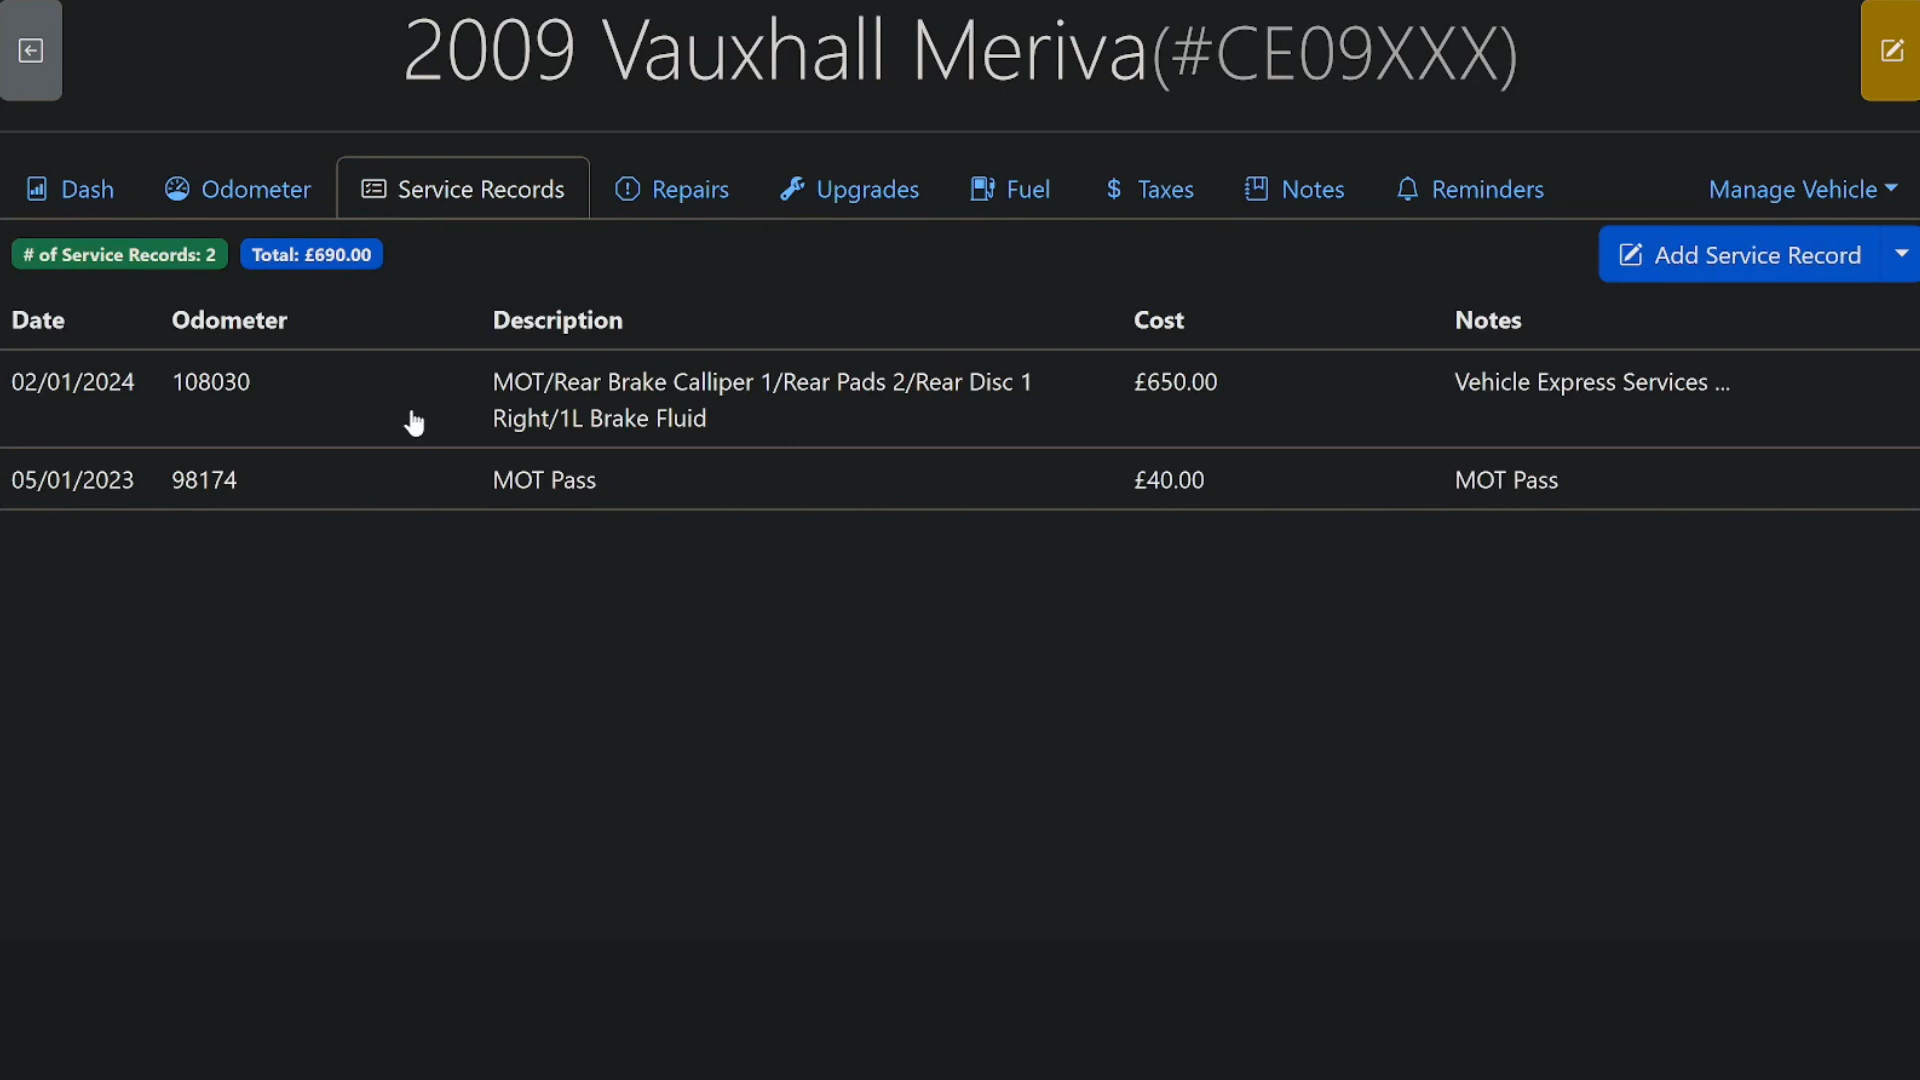 2009 Vauxhall Meriva(#CE09XXX)
Dash Odometer Service Records Repairs Upgrades Fuel $ Taxes Notes Reminders Manage Vehicle
# of Service Records: 2 Total: £690.00 Add Service Record
Date Odometer Description Cost Notes
02/01/2024 108030 MOT/Rear Brake Calliper 1/Rear Pads 2/Rear Disc 1 £650.00 Vehicle Express Services ...
Right/1L Brake Fluid
05/01/2023 98174 MOT Pass £40.00 MOT Pass